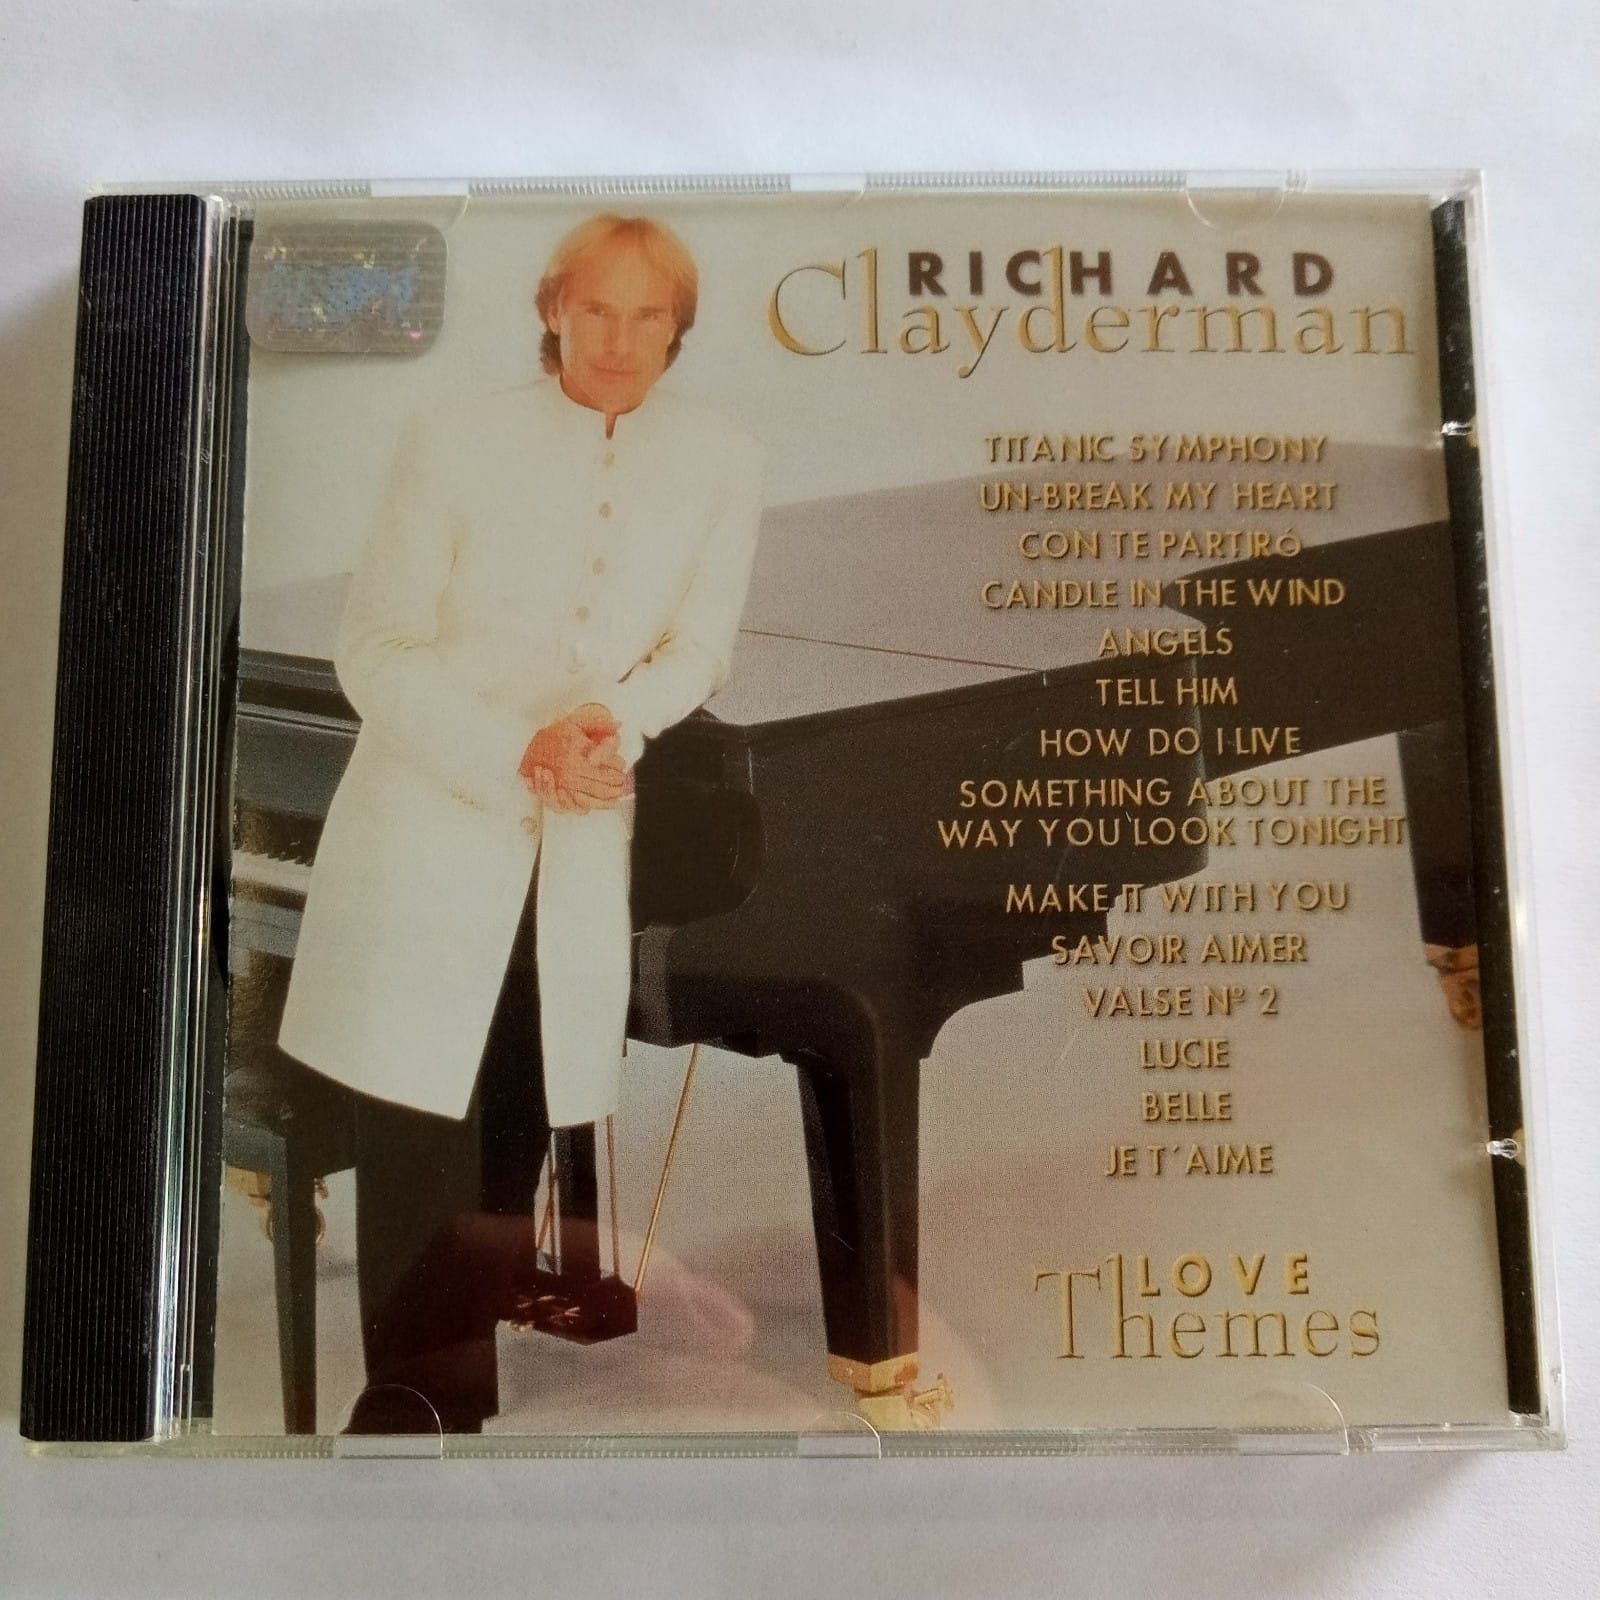 RICHARD
Clayderman
TITANIC SYMPHONY
UN-BREAK MY HEART
CON TE PARTIRÓ
CANDLE IN THE WIND
ANGELS
TELL HIM
HOW DO I LIVE
SOMETHING ABOUT THE
WAY YOU LOOK TONIGHT
MAKE IT WITH YOU
SAVOIR AIMER
VALSE Nº 2
LUCIE
BELLE
JE T´AIME
LOVE
Themes